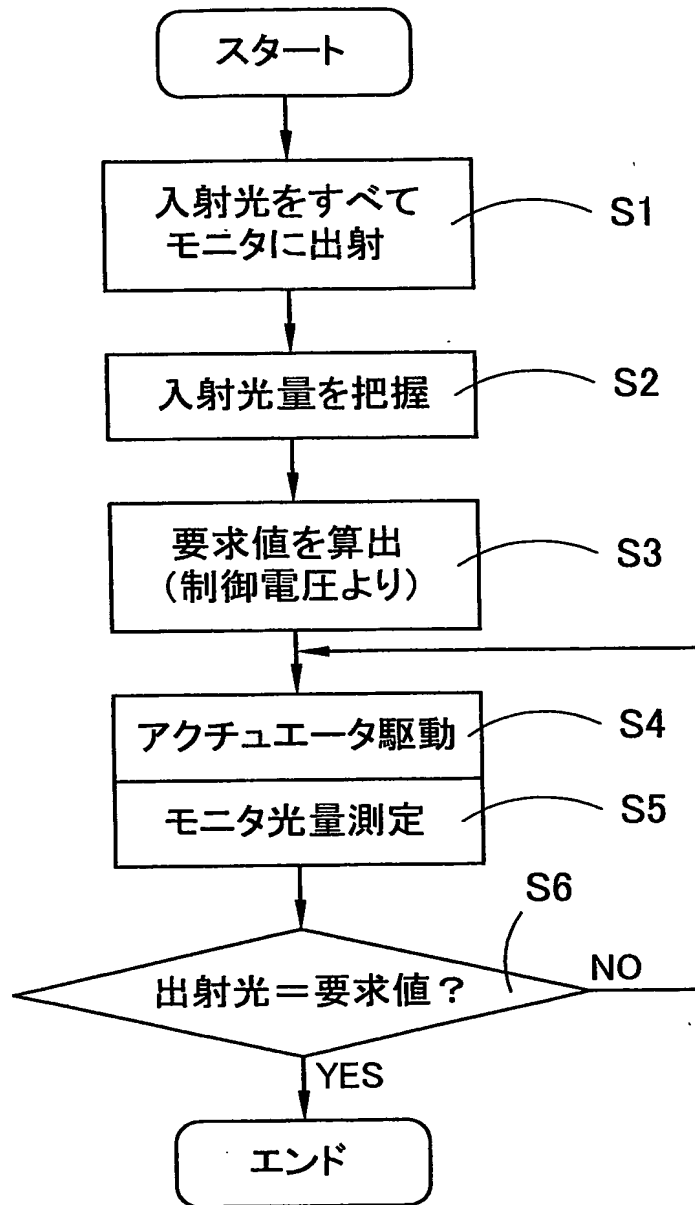 スタート
入射光をすべて
モニタに出射
S1
入射光量を把握
S2
要求値を算出
(制御電圧より)
S3
アクチュエータ駆動
S4
モニタ光量測定
S5
S6
出射光=要求値?
NO
YES
エンド